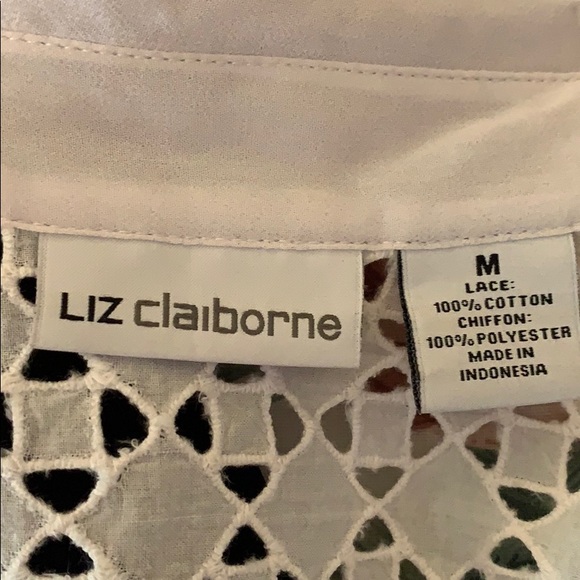 LIZ claiborne
M
LACE:
100% COTTON
CHIFFON:
100% POLYESTER
MADE IN
INDONESIA